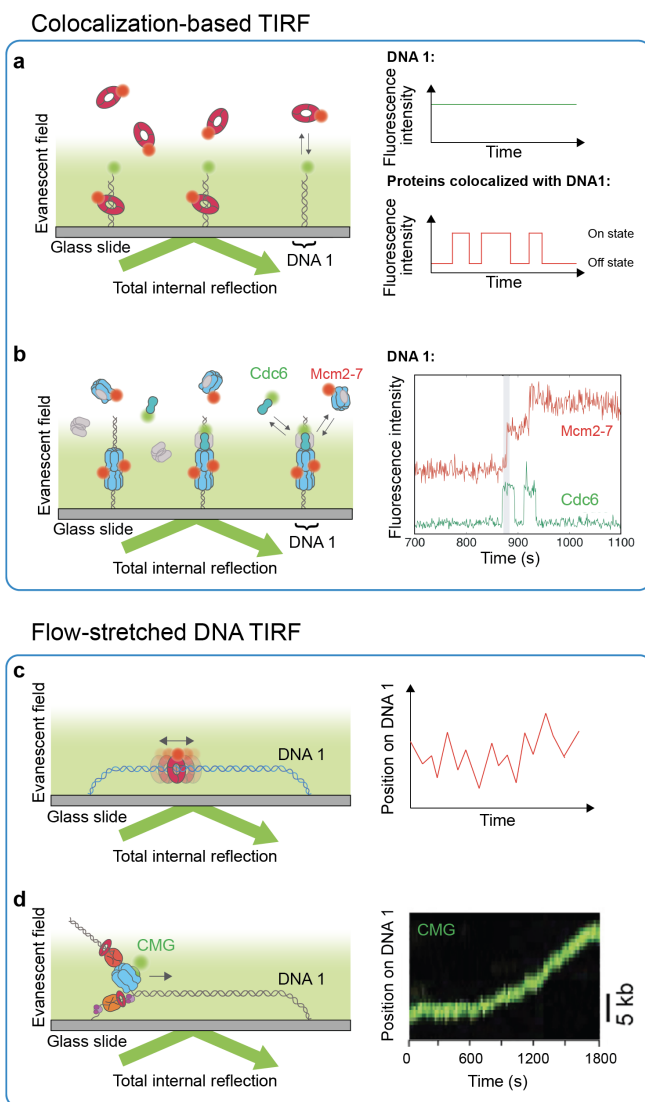 Colocalization-based TIRF
a
Evanescent field
Glass slide
DNA 1
Total internal reflection
DNA 1:
Fluorescence
intensity
Time
Proteins colocalized with DNA1:
Fluorescence
intensity
On state
Off state
Time
b
Evanescent field
Cdc6
Mcm2-7
Glass slide
DNA 1
Total internal reflection
DNA 1:
Fluorescence intensity
Mcm2-7
Cdc6
700 800 900 1000 1100
Time (s)
Flow-stretched DNA TIRF
c
Evanescent field
DNA 1
Glass slide
Total internal reflection
Position on DNA 1
Time
d
Evanescent field
CMG
DNA 1
Glass slide
Total internal reflection
Position on DNA 1
CMG
5 kb
0 600 1200 1800
Time (s)